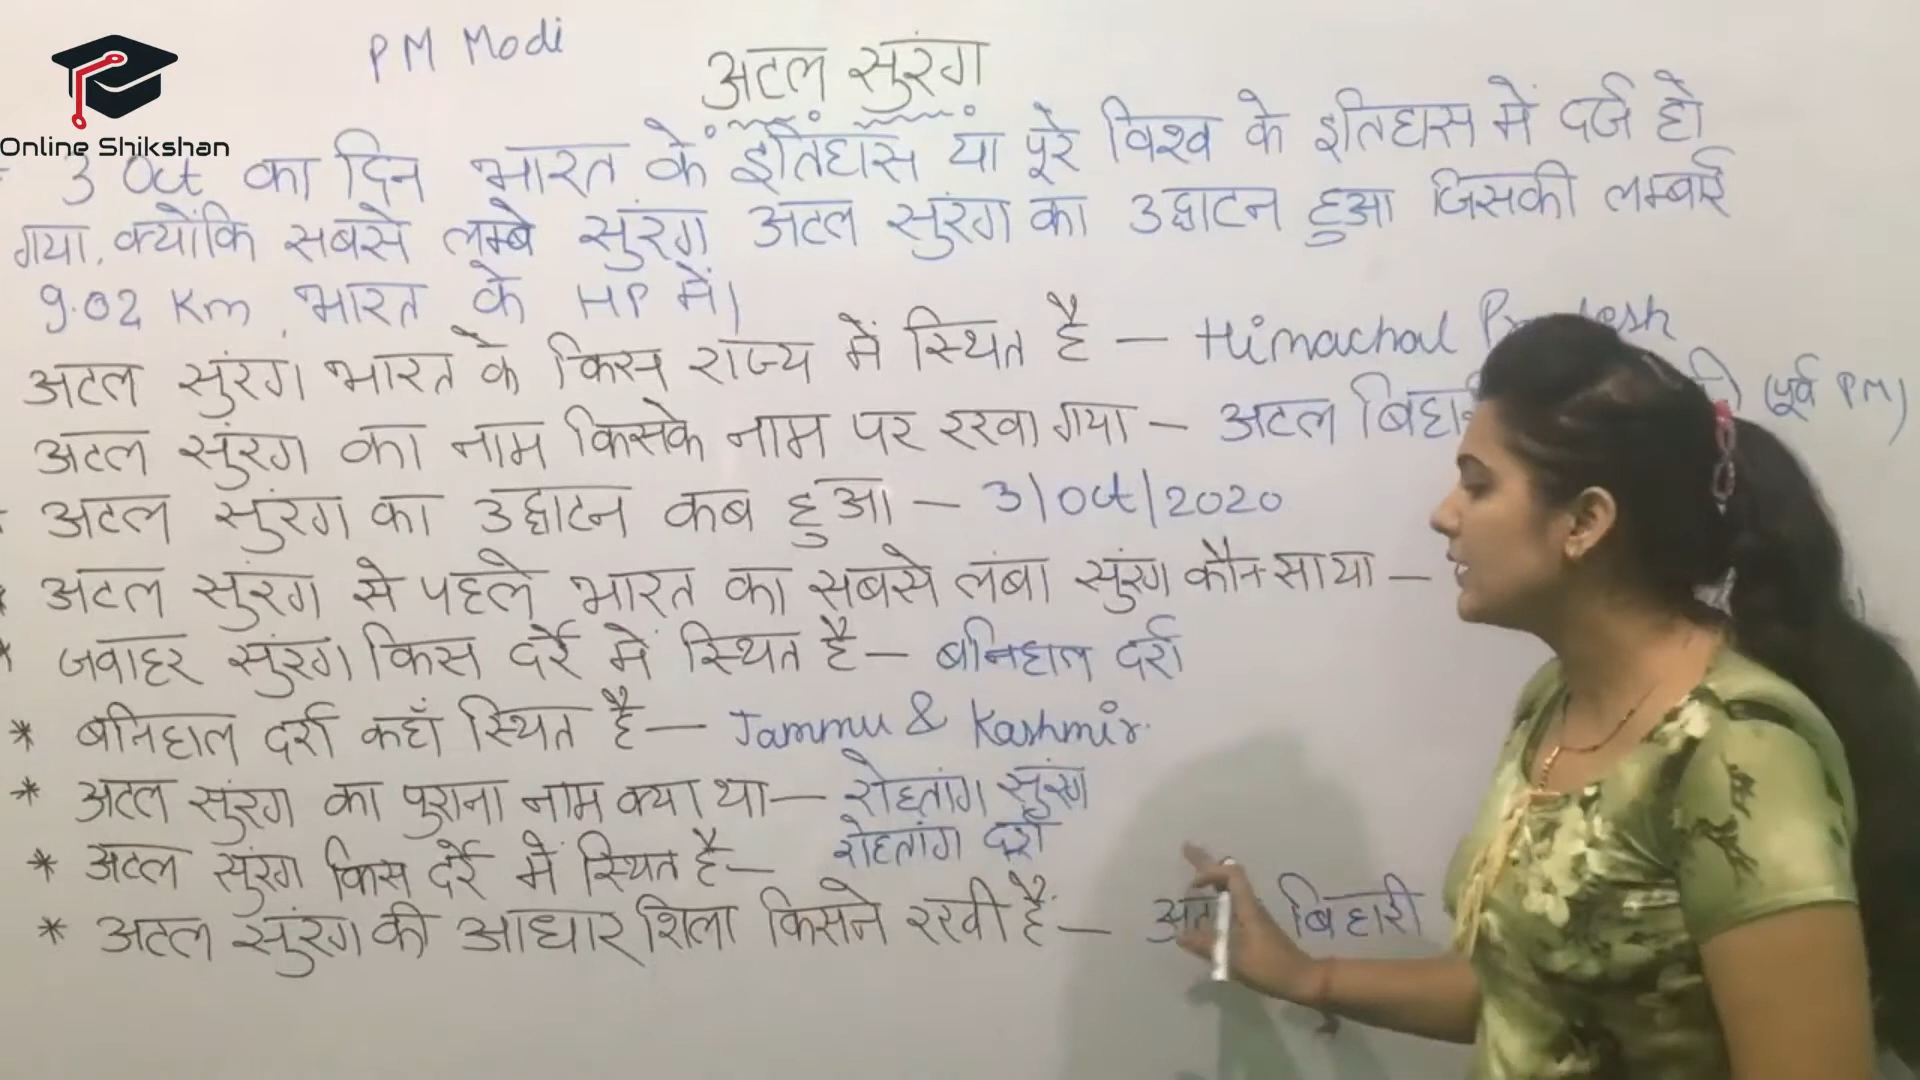 PM Modi
अटल सुरंग
Online Shikshan
3 Oct का दिन भारत के इतिहास या पूरे विश्व के इतिहास में दर्ज हो
गया. क्योंकि सबसे लम्बे सुरंग अटल सुरंग का उद्घाटन हुआ जिसकी लम्बाई
9.02 Km, भारत के HP में।
अटल सुरंग भारत के किस राज्य में स्थित है — Himachal
अटल सुरंग का नाम किसके नाम पर रखा गया — अटल (पूर्व PM)
अटल सुरंग का उद्घाटन कब हुआ — 3/Oct/2020
* अटल सुरंग से पहले भारत का सबसे लंबा सुरंग कौन सा था —
* जवाहर सुरंग किस दर्रे में स्थित है — बनिहाल दर्रा
* बनिहाल दर्रा कहाँ स्थित है — Jammu & Kashmir.
* अटल सुरंग का पुराना नाम क्या था — रोहतांग सुरंग
* अटल सुरंग किस दर्रे में स्थित है — रोहतांग दर्रा
* अटल सुरंग की आधार शिला किसने रखी है — बिहारी